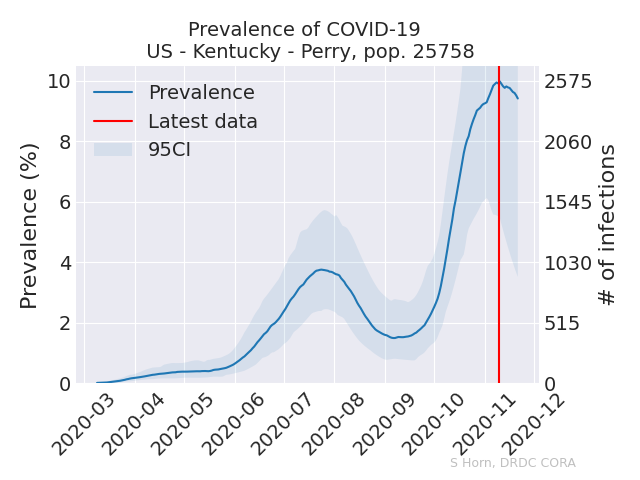 Prevalence of COVID-19
US - Kentucky - Perry, pop. 25758
Prevalence
Latest data
95CI
Prevalence (%)
10
8
6
4
2
0
# of infections
2575
2060
1545
1030
515
0
2020-03
2020-04
2020-05
2020-06
2020-07
2020-08
2020-09
2020-10
2020-11
2020-12
S Horn, DRDC CORA